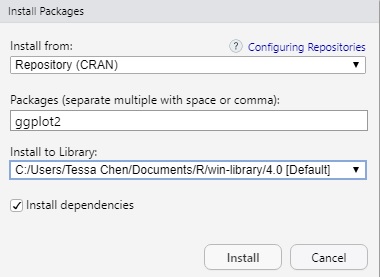 Install Packages
Install from:
? Configuring Repositories
Repository (CRAN)
Packages (separate multiple with space or comma):
ggplot2
Install to Library:
C:/Users/Tessa Chen/Documents/R/win-library/4.0 [Default]
Install dependencies
Install
Cancel